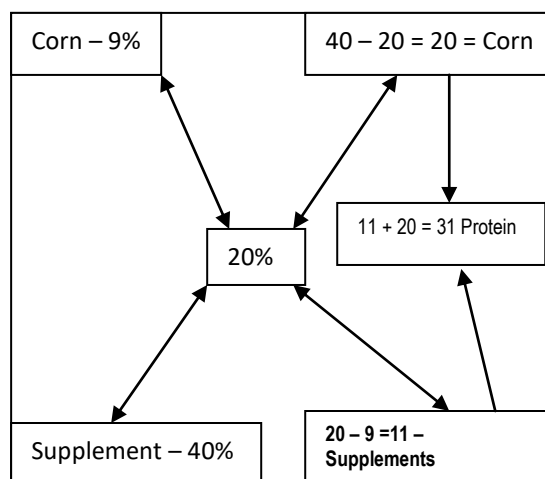 Corn – 9%
40 – 20 = 20 = Corn
11 + 20 = 31 Protein
20%
Supplement – 40%
20 – 9 =11 –
Supplements